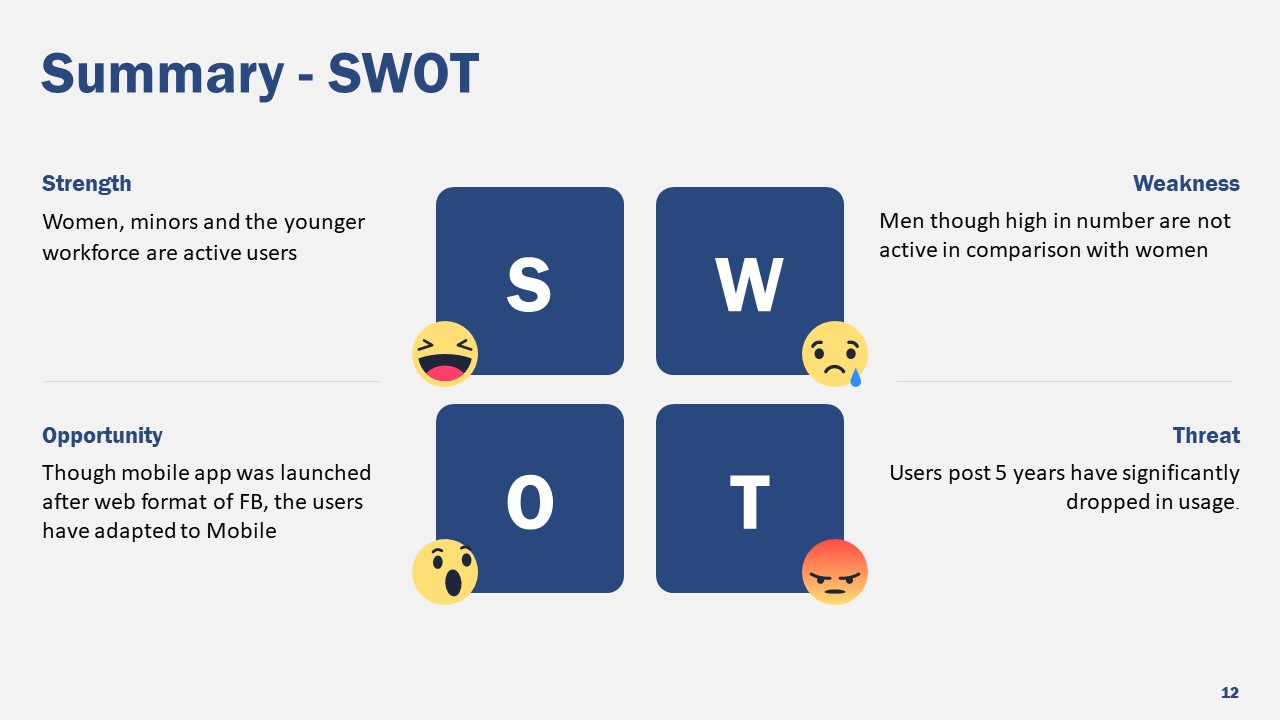 Summary - SWOT
Strength
Women, minors and the younger
workforce are active users
S
W
Weakness
Men though high in number are not
active in comparison with women
Opportunity
Though mobile app was launched
after web format of FB, the users
have adapted to Mobile
O
T
Threat
Users post 5 years have significantly
dropped in usage.
12